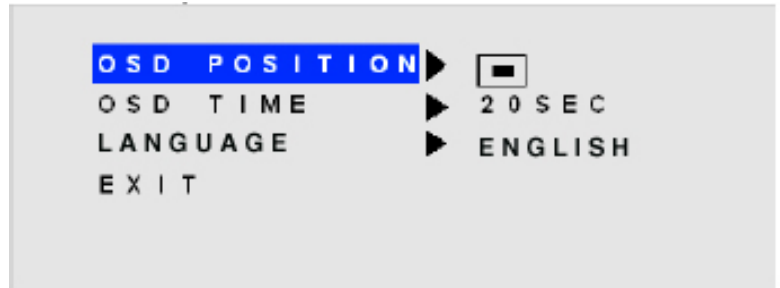 OSD POSITION
OSD TIME 20SEC
LANGUAGE ENGLISH
EXIT